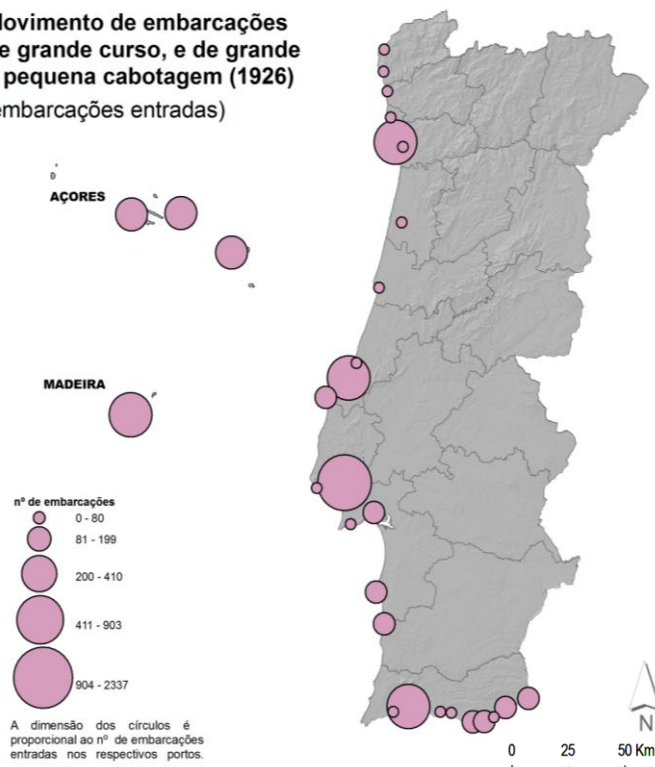 ovimento de embarcações
e grande curso, e de grande
pequena cabotagem (1926)
embarcações entradas)
AÇORES
MADEIRA
nº de embarcações
0 - 80
81 - 199
200 - 410
411 - 903
904 - 2337
A dimensão dos círculos é
proporcional ao nº de embarcações
entradas nos respectivos portos.
N
0 25 50 Km